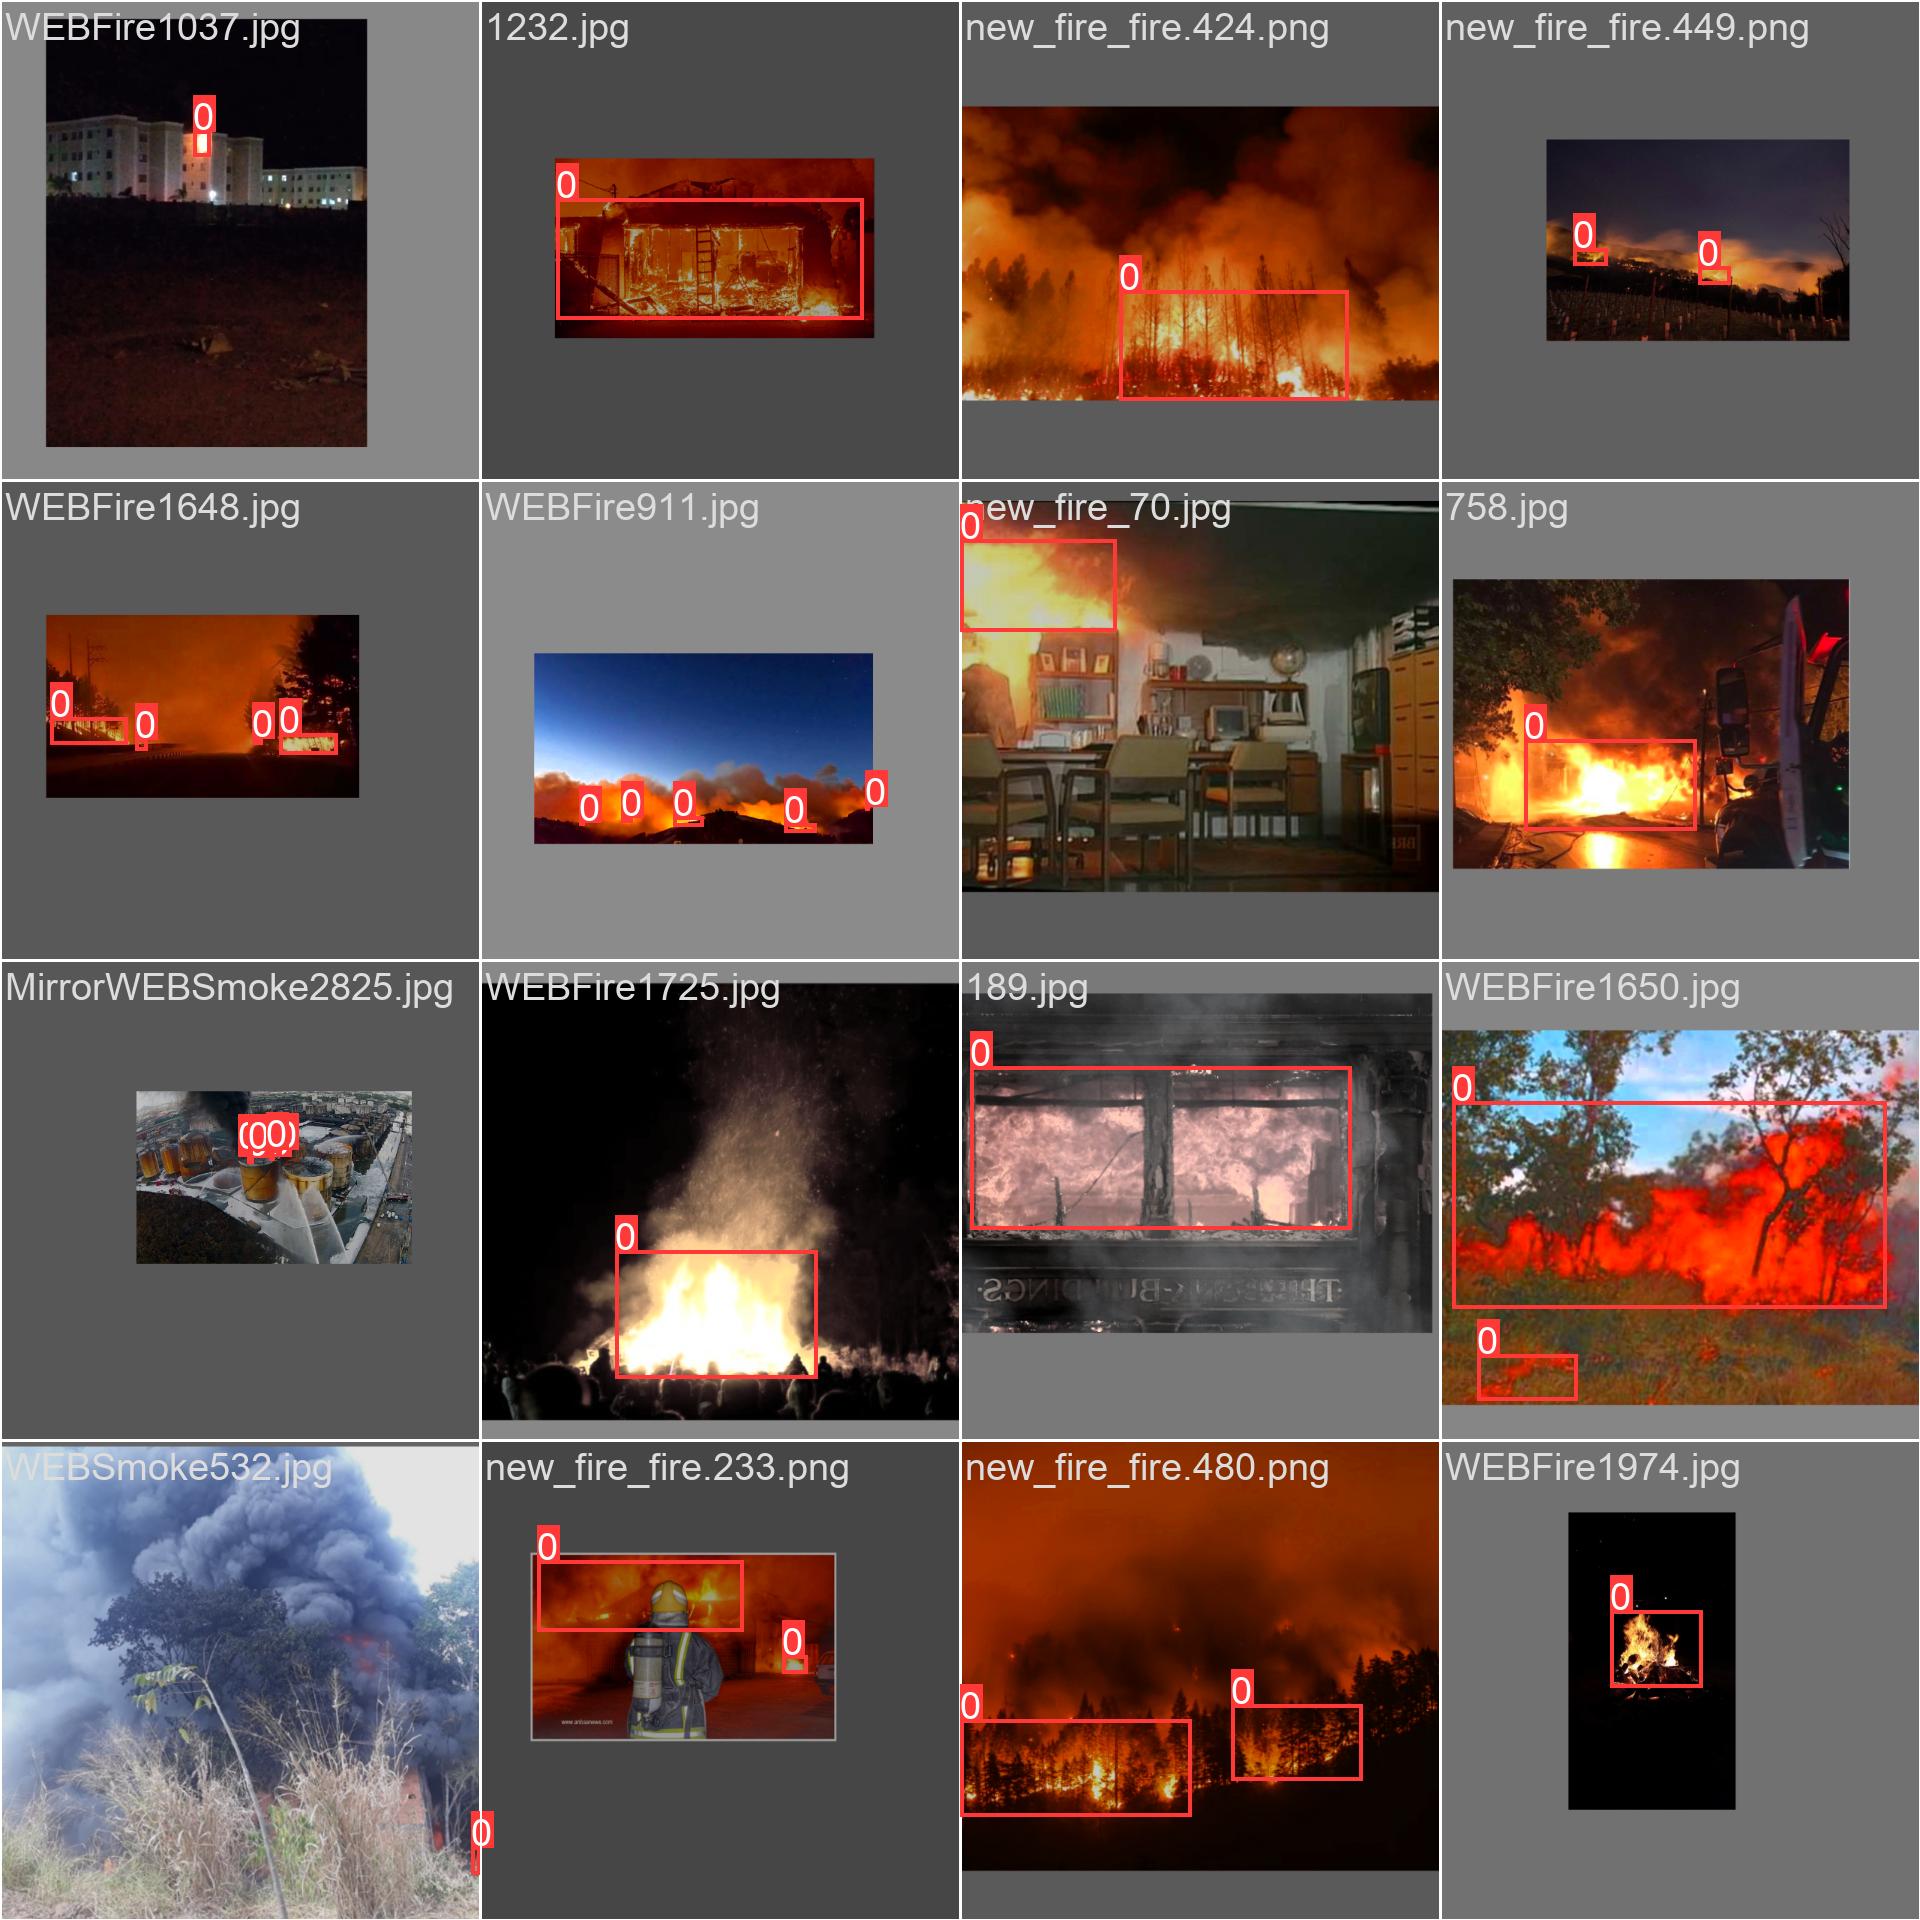 WEBFire1037.jpg
1232.jpg
new_fire_fire.424.png
new_fire_fire.449.png
0
0
0
0
0
WEBFire1648.jpg
WEBFire911.jpg
new_fire_70.jpg
758.jpg
0
0
0
0
0
0
0
0
0
0
0
MirrorWEBSmoke2825.jpg
WEBFire1725.jpg
189.jpg
WEBFire1650.jpg
0
0
0
0
0
0
WEBSmoke532.jpg
new_fire_fire.233.png
new_fire_fire.480.png
WEBFire1974.jpg
0
0
0
0
0
0